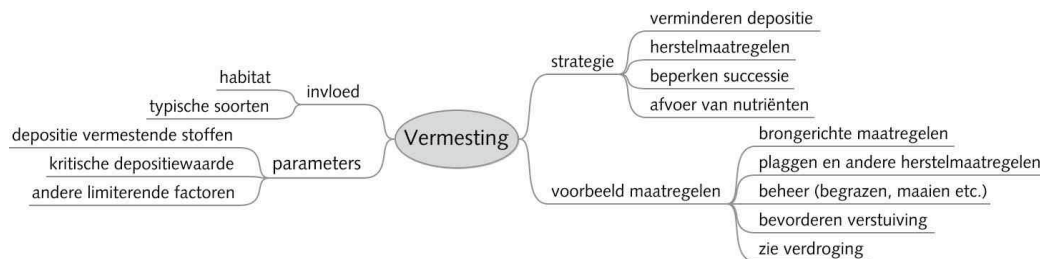 habitat
typische soorten
invloed
depositie vermestende stoffen
kritische depositiewaarde
andere limiterende factoren
parameters
Vermesting
strategie
verminderen depositie
herstelmaatregelen
beperken successie
afvoer van nutriënten
voorbeeld maatregelen
brongerichte maatregelen
plaggen en andere herstelmaatregelen
beheer (begrazen, maaien etc.)
bevorderen verstuiving
zie verdroging